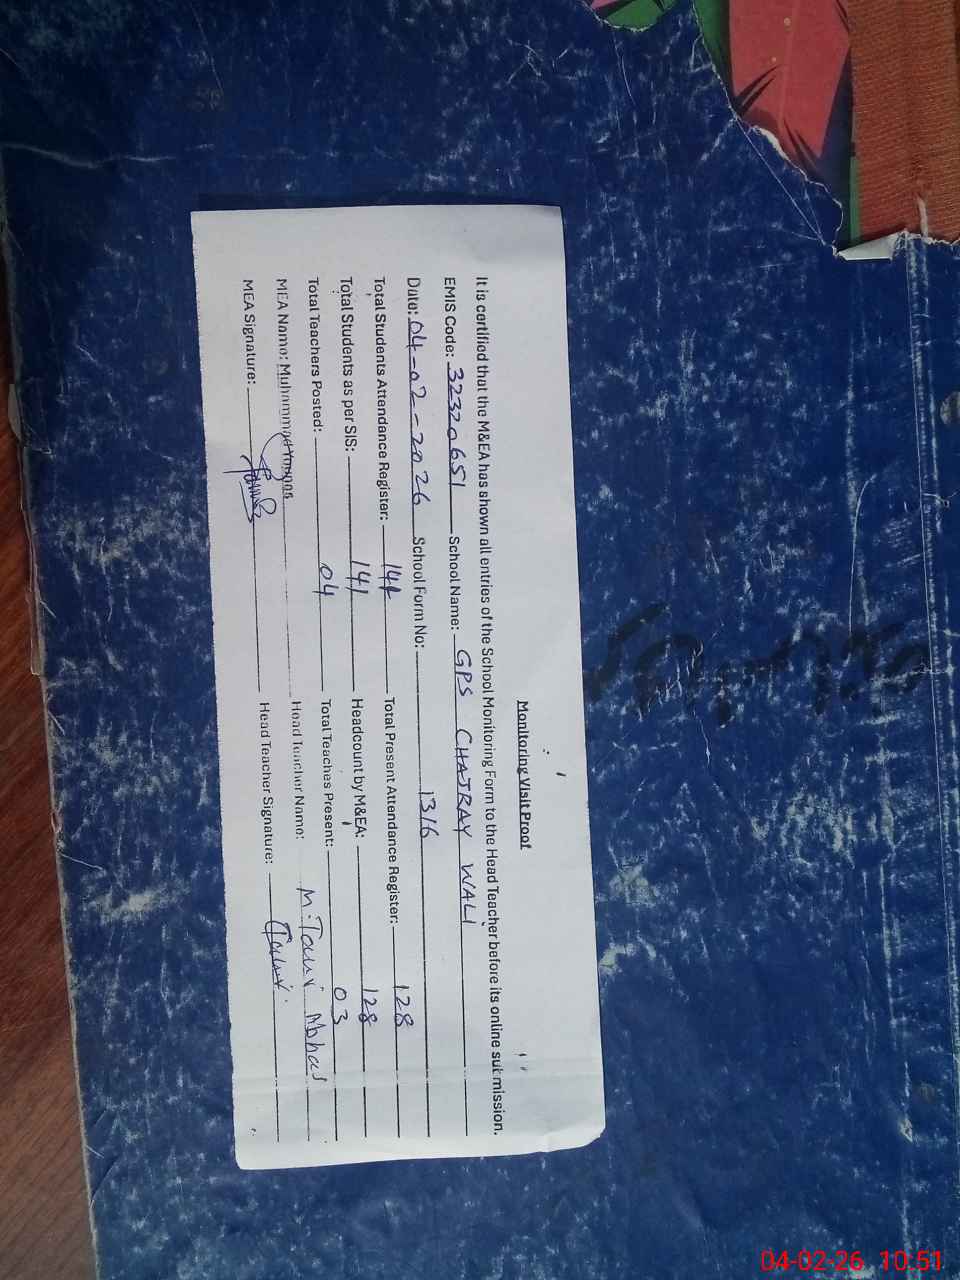 Monitoring Visit Proof
It is certified that the M&EA has shown all entries of the School Monitoring Form to the Head Teacher before its online submission.
EMIS Code: 32320651 School Name: GPS CHAJRAY WALI
Date: 04-02-2026 School Form No: 1316
Total Students Attendance Register: 141 Total Present Attendance Register: 128
Total Students as per SIS: 141 Headcount by M&EA: 128
Total Teachers Posted: 04 Total Teaches Present: 03
MEA Name: Muhammad Younas Head Teacher Name: M. Abbas
MEA Signature: Head Teacher Signature:
04-02-26 10:51